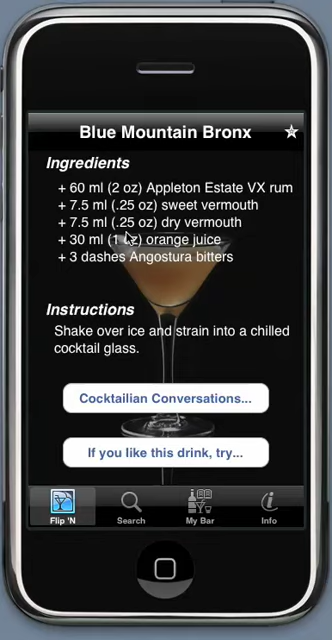 Blue Mountain Bronx
Ingredients
+ 60 ml (2 oz) Appleton Estate VX rum
+ 7.5 ml (.25 oz) sweet vermouth
+ 7.5 ml (.25 oz) dry vermouth
+ 30 ml (1 oz) orange juice
+ 3 dashes Angostura bitters
Instructions
Shake over ice and strain into a chilled
cocktail glass.
Cocktailian Conversations...
If you like this drink, try...
Flip 'N
Search
My Bar
Info